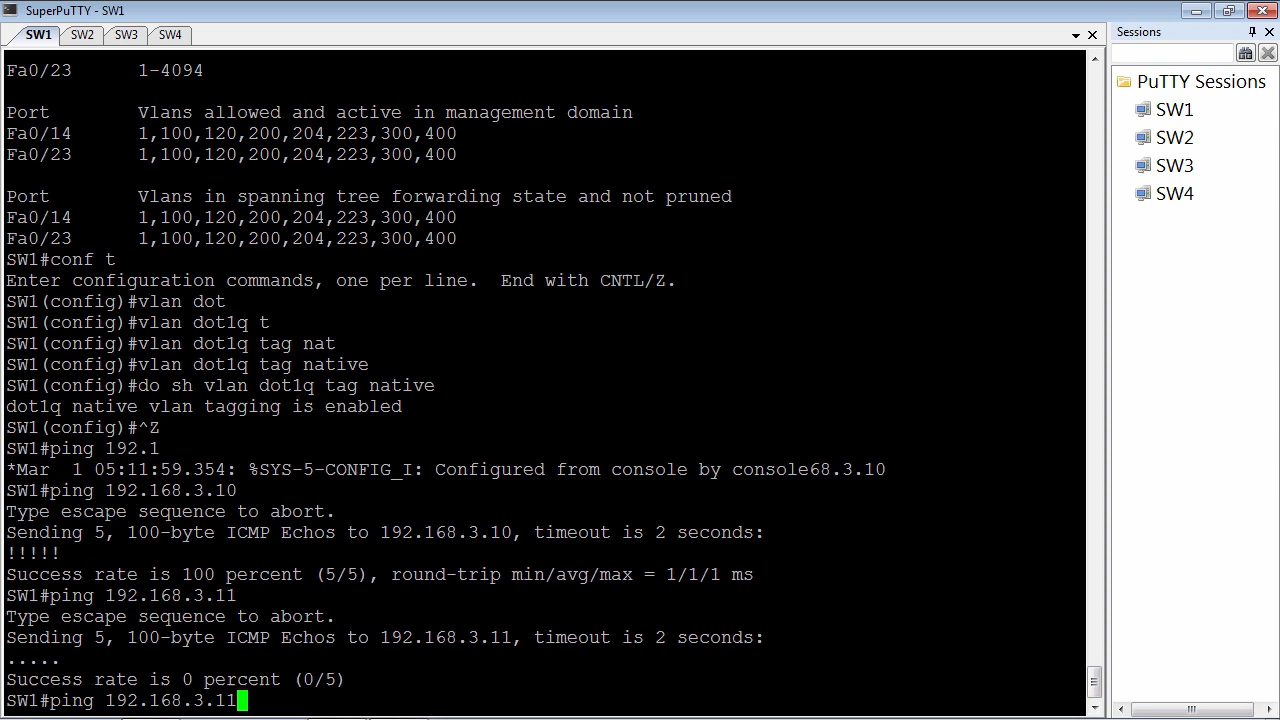 SuperPuTTY - SW1
SW1 SW2 SW3 SW4
Sessions
PuTTY Sessions
SW1
SW2
SW3
SW4
Fa0/23 1-4094
Port Vlans allowed and active in management domain
Fa0/14 1,100,120,200,204,223,300,400
Fa0/23 1,100,120,200,204,223,300,400
Port Vlans in spanning tree forwarding state and not pruned
Fa0/14 1,100,120,200,204,223,300,400
Fa0/23 1,100,120,200,204,223,300,400
SW1#conf t
Enter configuration commands, one per line. End with CNTL/Z.
SW1(config)#vlan dot
SW1(config)#vlan dot1q t
SW1(config)#vlan dot1q tag nat
SW1(config)#vlan dot1q tag native
SW1(config)#do sh vlan dot1q tag native
dot1q native vlan tagging is enabled
SW1(config)#^Z
SW1#ping 192.1
*Mar 1 05:11:59.354: %SYS-5-CONFIG_I: Configured from console by console68.3.10
SW1#ping 192.168.3.10
Type escape sequence to abort.
Sending 5, 100-byte ICMP Echos to 192.168.3.10, timeout is 2 seconds:
!!!!!
Success rate is 100 percent (5/5), round-trip min/avg/max = 1/1/1 ms
SW1#ping 192.168.3.11
Type escape sequence to abort.
Sending 5, 100-byte ICMP Echos to 192.168.3.11, timeout is 2 seconds:
.....
Success rate is 0 percent (0/5)
SW1#ping 192.168.3.11